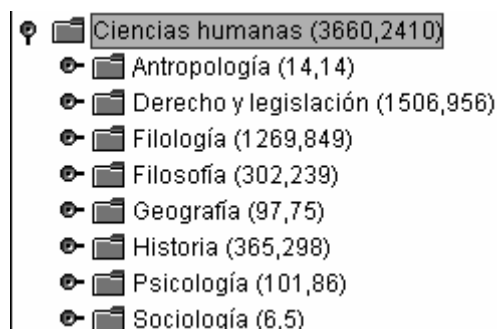 Ciencias humanas (3660,2410)
Antropología (14,14)
Derecho y legislación (1506,956)
Filología (1269,849)
Filosofía (302,239)
Geografía (97,75)
Historia (365,298)
Psicología (101,86)
Sociología (6,5)